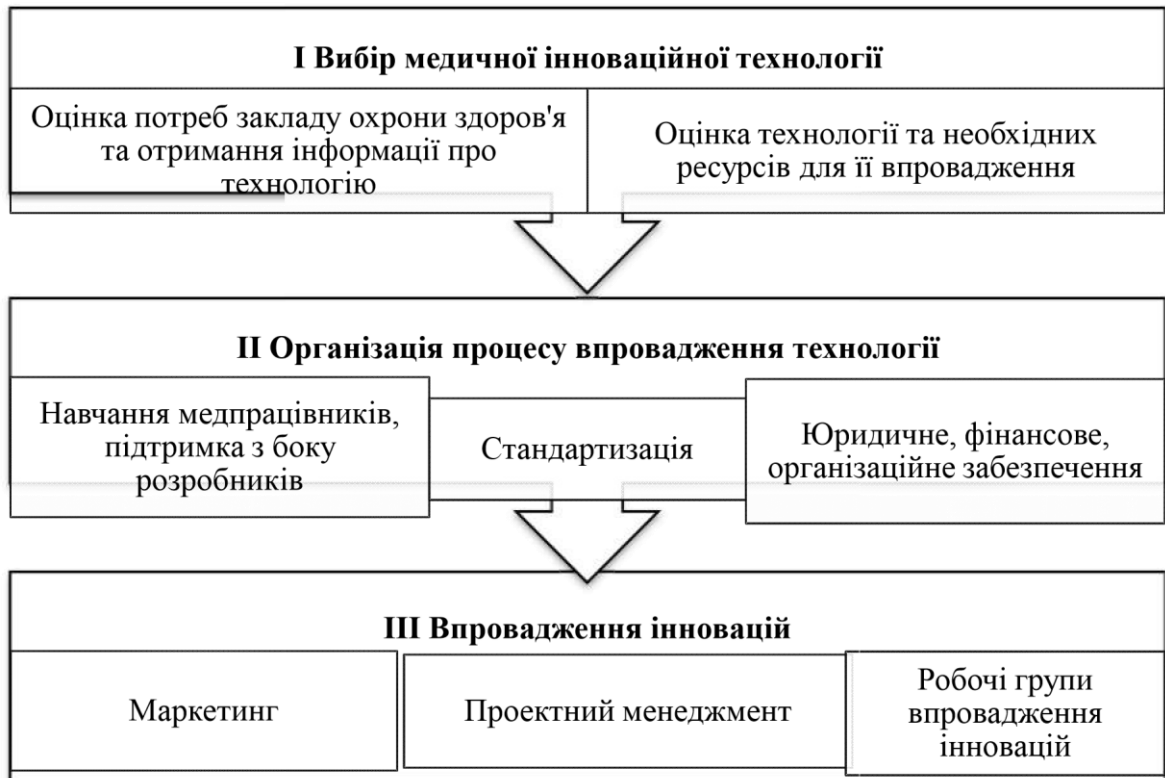 I Вибір медичної інноваційної технології
Оцінка потреб закладу охрони здоров'я
та отримання інформації про
технологію
Оцінка технології та необхідних
ресурсів для її впровадження
II Організація процесу впровадження технології
Навчання медпрацівників,
підтримка з боку
розробників
Стандартизація
Юридичне, фінансове,
організаційне забезпечення
III Впровадження інновацій
Маркетинг
Проектний менеджмент
Робочі групи
впровадження
інновацій